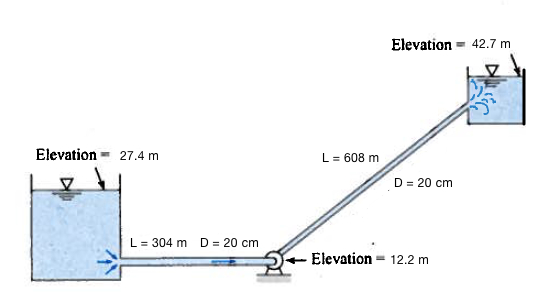 Elevation = 42.7 m
Elevation = 27.4 m
L = 608 m
D = 20 cm
L = 304 m D = 20 cm
Elevation = 12.2 m